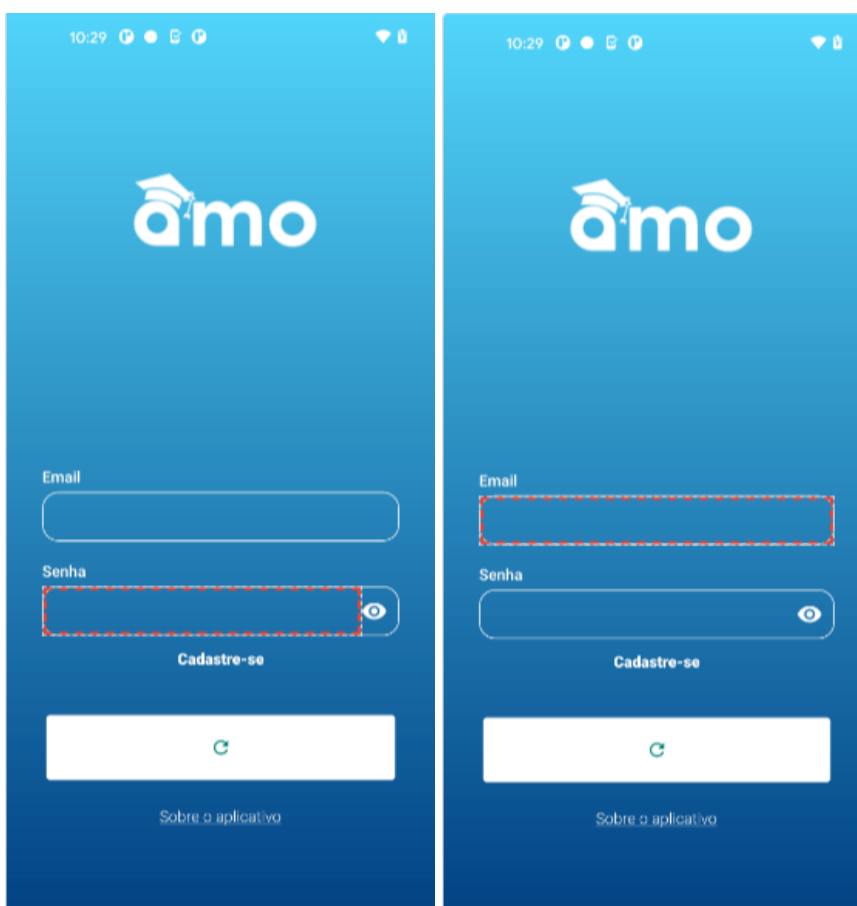 10:29
amo
Email
Senha
Cadastre-se
Sobre o aplicativo
10:29
amo
Email
Senha
Cadastre-se
Sobre o aplicativo